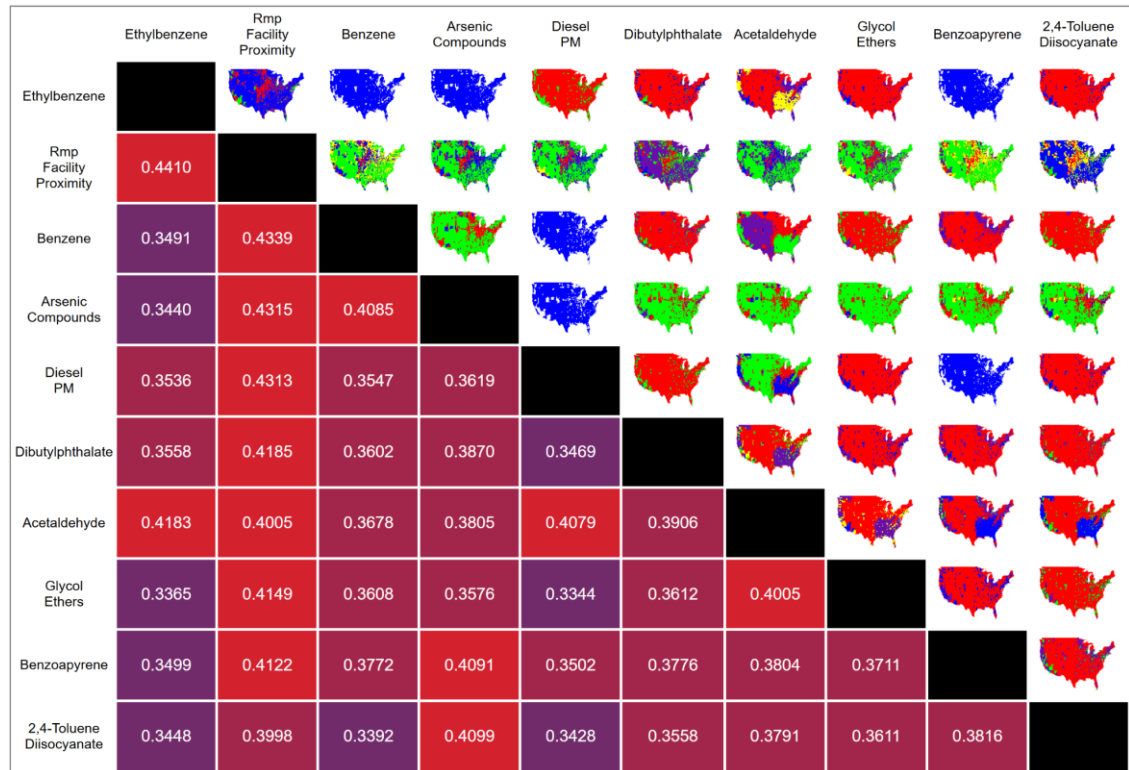 Ethylbenzene
Rmp
Facility
Proximity
Benzene
Arsenic
Compounds
Diesel
PM
Dibutylphthalate
Acetaldehyde
Glycol
Ethers
Benzoapyrene
2,4-Toluene
Diisocyanate
Ethylbenzene
Rmp
Facility
Proximity
0.4410
Benzene
0.3491 0.4339
Arsenic
Compounds
0.3440 0.4315 0.4085
Diesel
PM
0.3536 0.4313 0.3547 0.3619
Dibutylphthalate
0.3558 0.4185 0.3602 0.3870 0.3469
Acetaldehyde
0.4183 0.4005 0.3678 0.3805 0.4079 0.3906
Glycol
Ethers
0.3365 0.4149 0.3608 0.3576 0.3344 0.3612 0.4005
Benzoapyrene
0.3499 0.4122 0.3772 0.4091 0.3502 0.3776 0.3804 0.3711
2,4-Toluene
Diisocyanate
0.3448 0.3998 0.3392 0.4099 0.3428 0.3558 0.3791 0.3611 0.3816